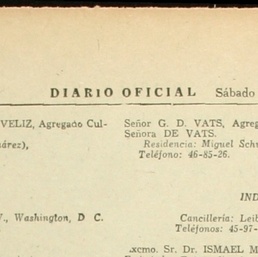 DIARIO OFICIAL Sábado
VELIZ, Agregado Cul-
árez),
V., Washington, D C.
Señor G. D. VATS, Agreg
Señora DE VATS.
Residencia: Miguel Schu
Teléfono: 46-85-26.
IND
Cancillería: Leib
Teléfonos: 45-97-
.xcmo. Sr. Dr. ISMAEL M